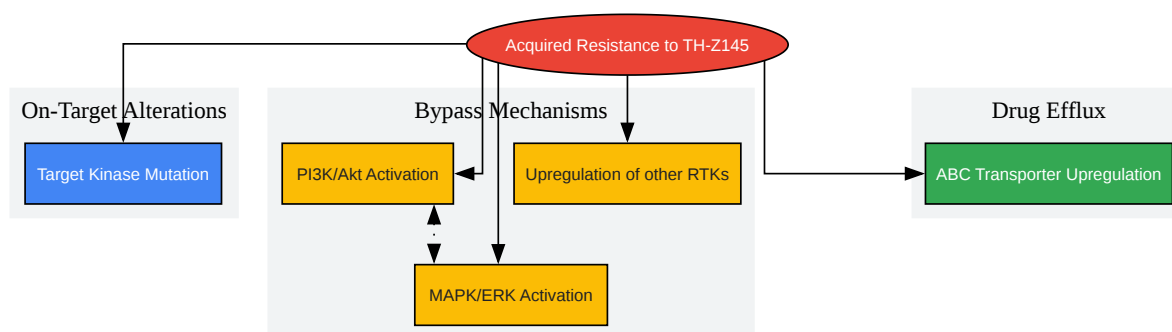 Acquired Resistance to TH-Z145
On-Target Alterations
Bypass Mechanisms
Drug Efflux
Target Kinase Mutation
PI3K/Akt Activation
Upregulation of other RTKs
ABC Transporter Upregulation
MAPK/ERK Activation